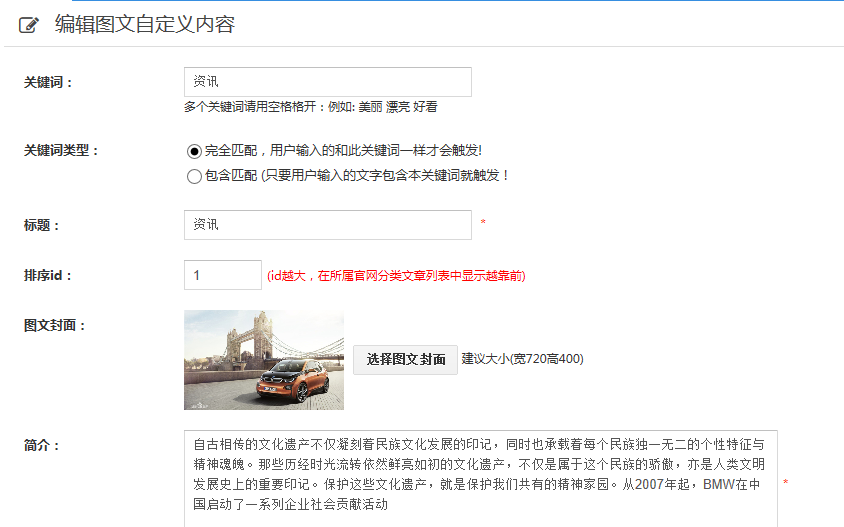 编辑图文自定义内容
关键词：
资讯
多个关键词请用空格格开：例如: 美丽 漂亮 好看
关键词类型：
完全匹配，用户输入的和此关键词一样才会触发!
包含匹配 (只要用户输入的文字包含本关键词就触发！
标题：
资讯
*
排序id：
1
(id越大，在所属官网分类文章列表中显示越靠前)
图文封面：
选择图文封面
建议大小(宽720高400)
简介：
自古相传的文化遗产不仅凝刻着民族文化发展的印记，同时也承载着每个民族独一无二的个性特征与
精神魂魄。那些历经时光流转依然鲜亮如初的文化遗产，不仅是属于这个民族的骄傲，亦是人类文明
发展史上的重要印记。保护这些文化遗产，就是保护我们共有的精神家园。从2007年起，BMW在中
国启动了一系列企业社会贡献活动
*